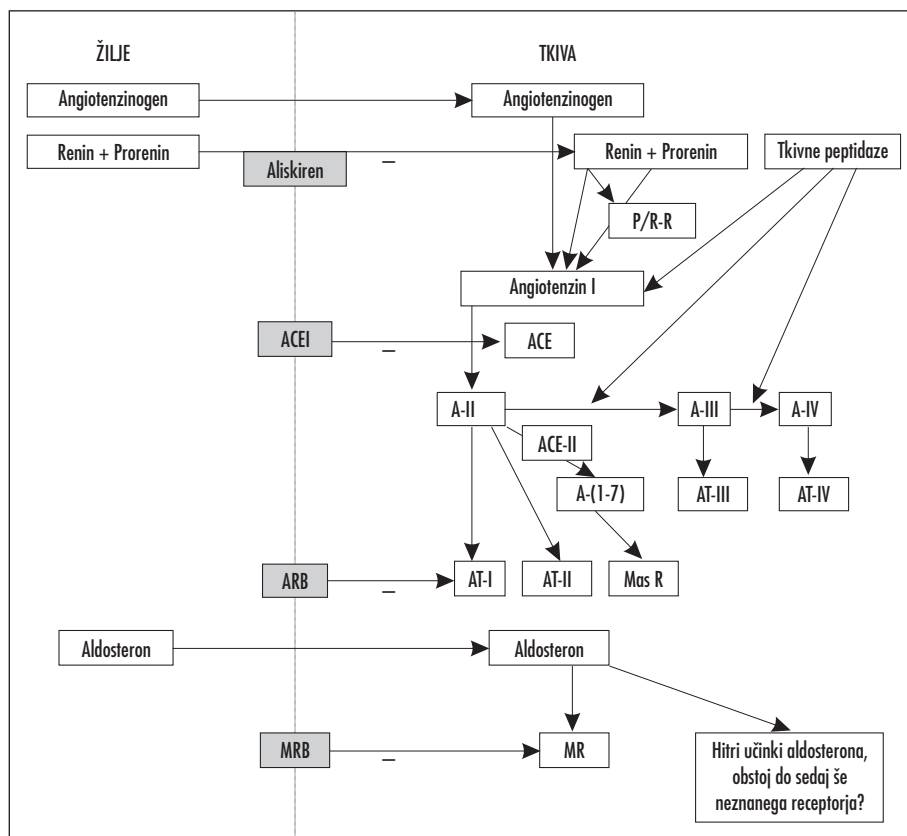 ŽILJE
TKIVA
Angiotenzinogen
Angiotenzinogen
Renin + Prorenin
Aliskiren
–
Renin + Prorenin
Tkivne peptidaze
P/R-R
Angiotenzin I
ACEI
–
ACE
A-II
A-III
A-IV
ACE-II
A-(1-7)
AT-III
AT-IV
ARB
–
AT-I
AT-II
Mas R
Aldosteron
Aldosteron
MRB
–
MR
Hitri učinki aldosterona,
obstoj do sedaj še
neznanega receptorja?